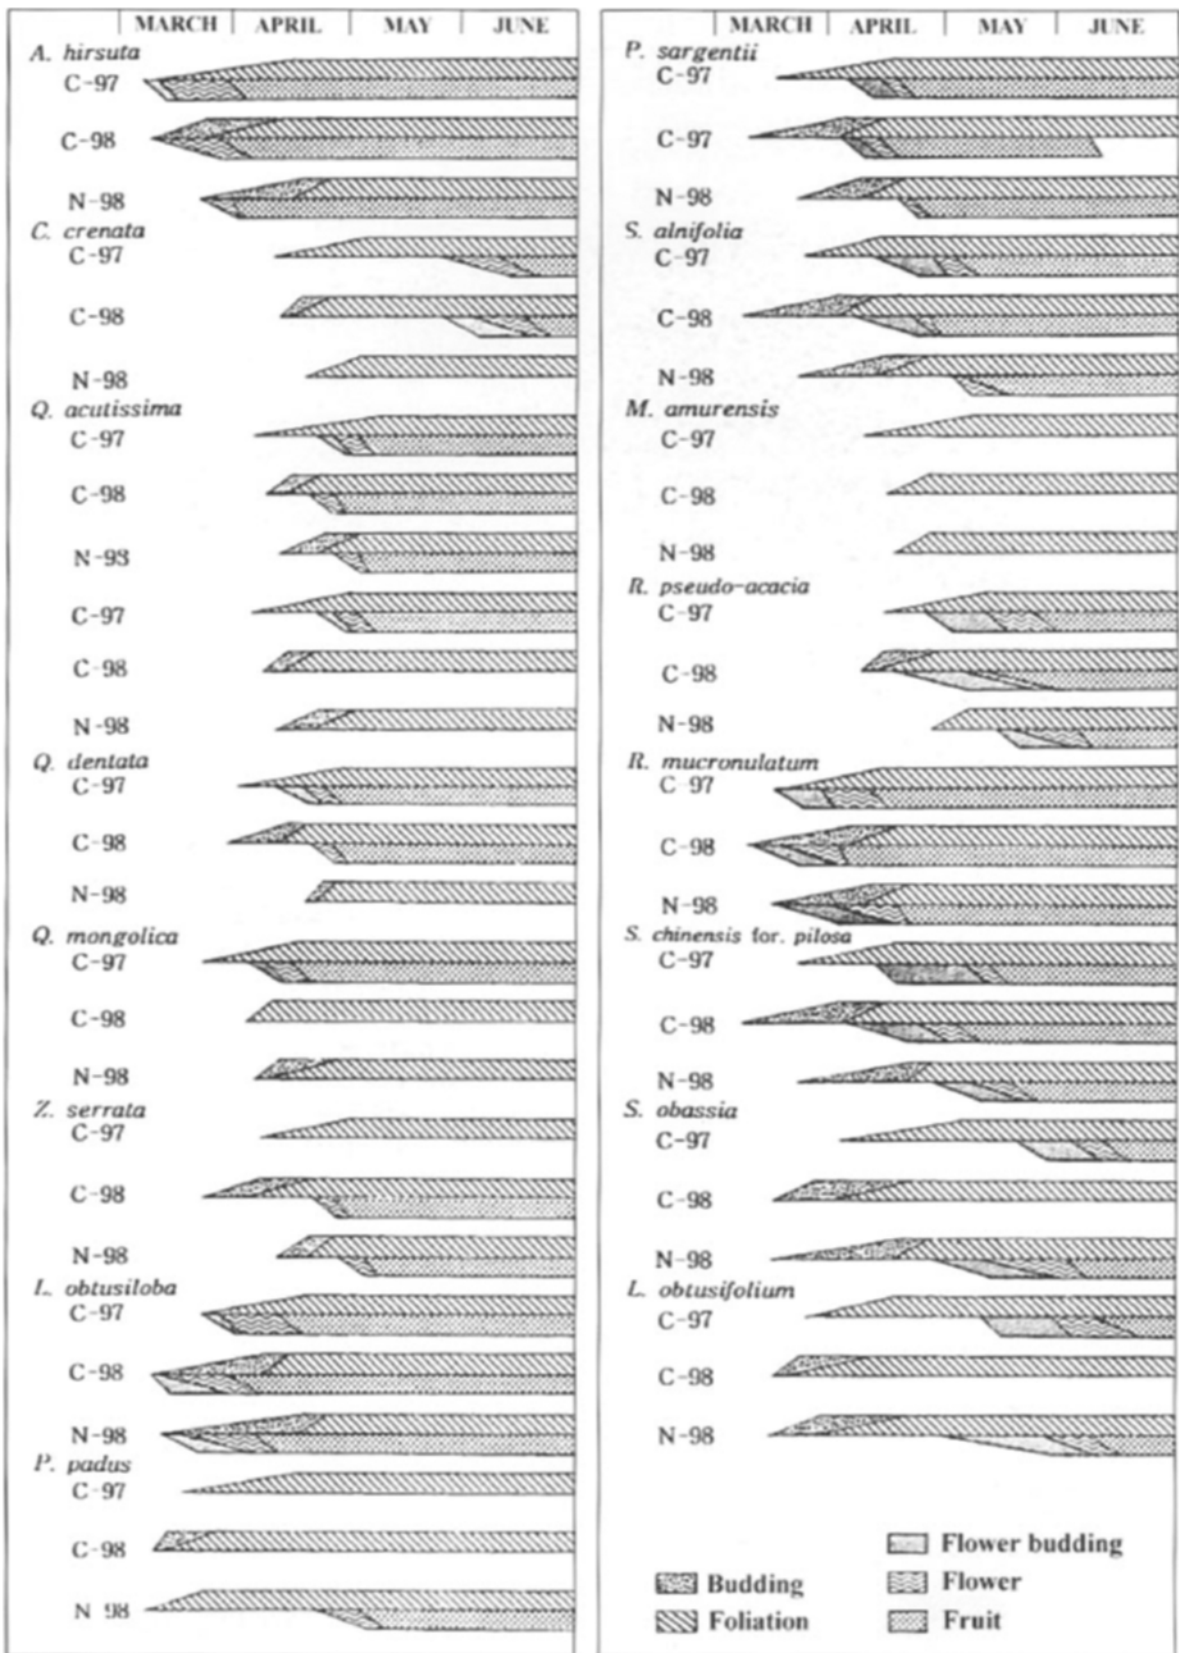 MARCH APRIL MAY JUNE
A. hirsuta
C-97
C-98
N-98
C. crenata
C-97
C-98
N-98
Q. acutissima
C-97
C-98
N-98
C-97
C-98
N-98
Q. dentata
C-97
C-98
N-98
Q. mongolica
C-97
C-98
N-98
Z. serrata
C-97
C-98
N-98
L. obtusiloba
C-97
C-98
N-98
P. padus
C-97
C-98
N-98
MARCH APRIL MAY JUNE
P. sargentii
C-97
C-97
N-98
S. alnifolia
C-97
C-98
N-98
M. amurensis
C-97
C-98
N-98
R. pseudo-acacia
C-97
C-98
N-98
R. mucronulatum
C-97
C-98
N-98
S. chinensis for. pilosa
C-97
C-98
N-98
S. obassia
C-97
C-98
N-98
L. obtusifolium
C-97
C-98
N-98
Flower budding
Budding Flower
Foliation Fruit